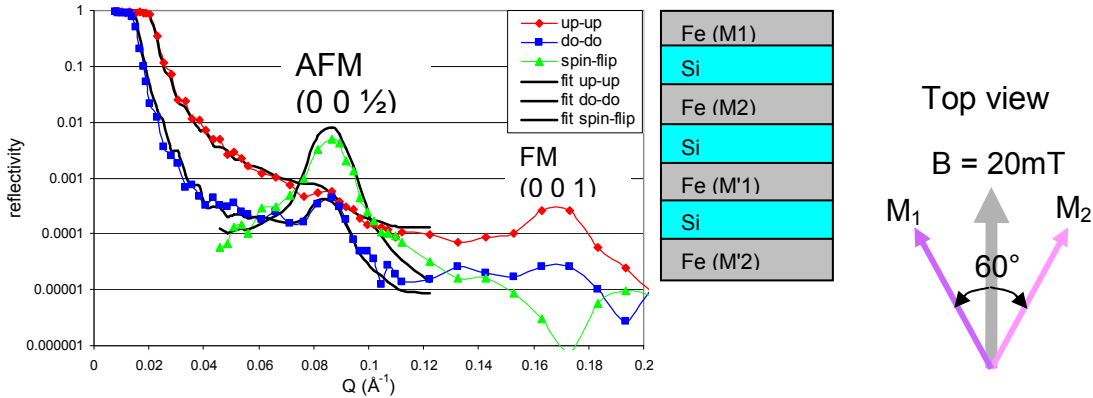 1
0.1
0.01
0.001
0.0001
0.00001
0.000001
reflectivity
0 0.02 0.04 0.06 0.08 0.1 0.12 0.14 0.16 0.18 0.2
Q (Å⁻¹)
AFM
(0 0 ½)
FM
(0 0 1)
up-up
do-do
spin-flip
fit up-up
fit do-do
fit spin-flip
Fe (M1)
Si
Fe (M2)
Si
Fe (M'1)
Si
Fe (M'2)
Top view
B = 20mT
M₁ M₂
60°